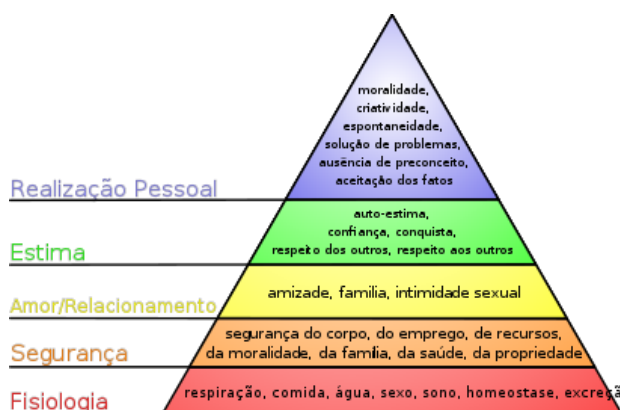 moralidade,
criatividade,
espontaneidade,
solução de problemas,
ausência de preconceito,
aceitação dos fatos
Realização Pessoal
auto-estima,
confiança, conquista,
respeito dos outros, respeito aos outros
Estima
amizade, família, intimidade sexual
Amor/Relacionamento
segurança do corpo, do emprego, de recursos,
da moralidade, da família, da saúde, da propriedade
Segurança
respiração, comida, água, sexo, sono, homeostase, excreçã
Fisiologia